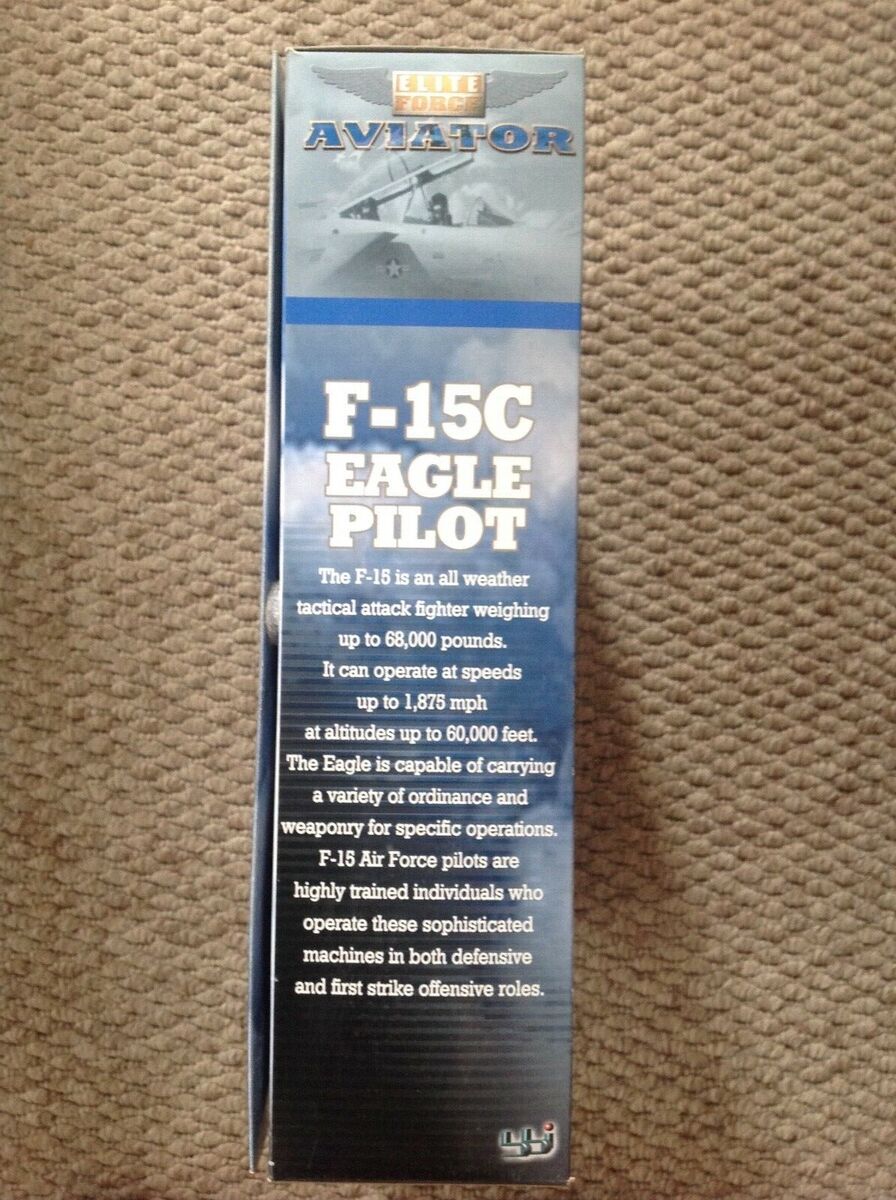 ELITE
FORCE
AVIATOR
F-15C
EAGLE
PILOT
The F-15 is an all weather
tactical attack fighter weighing
up to 68,000 pounds.
It can operate at speeds
up to 1,875 mph
at altitudes up to 60,000 feet.
The Eagle is capable of carrying
a variety of ordinance and
weaponry for specific operations.
F-15 Air Force pilots are
highly trained individuals who
operate these sophisticated
machines in both defensive
and first strike offensive roles.
bbi